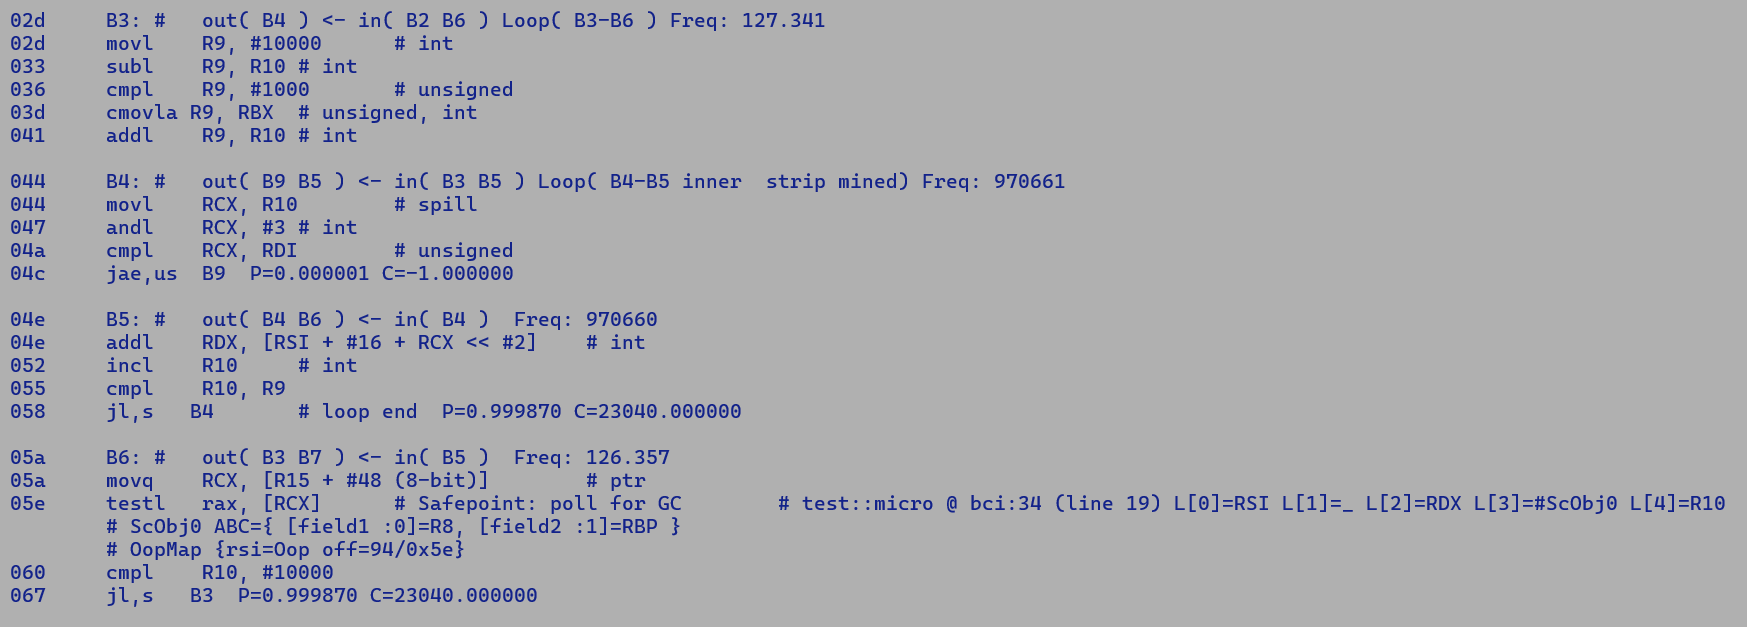 02d B3: # out( B4 ) <- in( B2 B6 ) Loop( B3-B6 ) Freq: 127.341
02d movl R9, #10000 # int
033 subl R9, R10 # int
036 cmpl R9, #1000 # unsigned
03d cmovla R9, RBX # unsigned, int
041 addl R9, R10 # int
044 B4: # out( B9 B5 ) <- in( B3 B5 ) Loop( B4-B5 inner strip mined) Freq: 970661
044 movl RCX, R10 # spill
047 andl RCX, #3 # int
04a cmpl RCX, RDI # unsigned
04c jae,us B9 P=0.000001 C=-1.000000
04e B5: # out( B4 B6 ) <- in( B4 ) Freq: 970660
04e addl RDX, [RSI + #16 + RCX << #2] # int
052 incl R10 # int
055 cmpl R10, R9
058 jl,s B4 # loop end P=0.999870 C=23040.000000
05a B6: # out( B3 B7 ) <- in( B5 ) Freq: 126.357
05a movq RCX, [R15 + #48 (8-bit)] # ptr
05e testl rax, [RCX] # Safepoint: poll for GC # test::micro @ bci:34 (line 19) L[0]=RSI L[1]=_ L[2]=RDX L[3]=#ScObj0 L[4]=R10
# ScObj0 ABC={ [field1 :0]=R8, [field2 :1]=RBP }
# OopMap {rsi=Oop off=94/0x5e}
060 cmpl R10, #10000
067 jl,s B3 P=0.999870 C=23040.000000